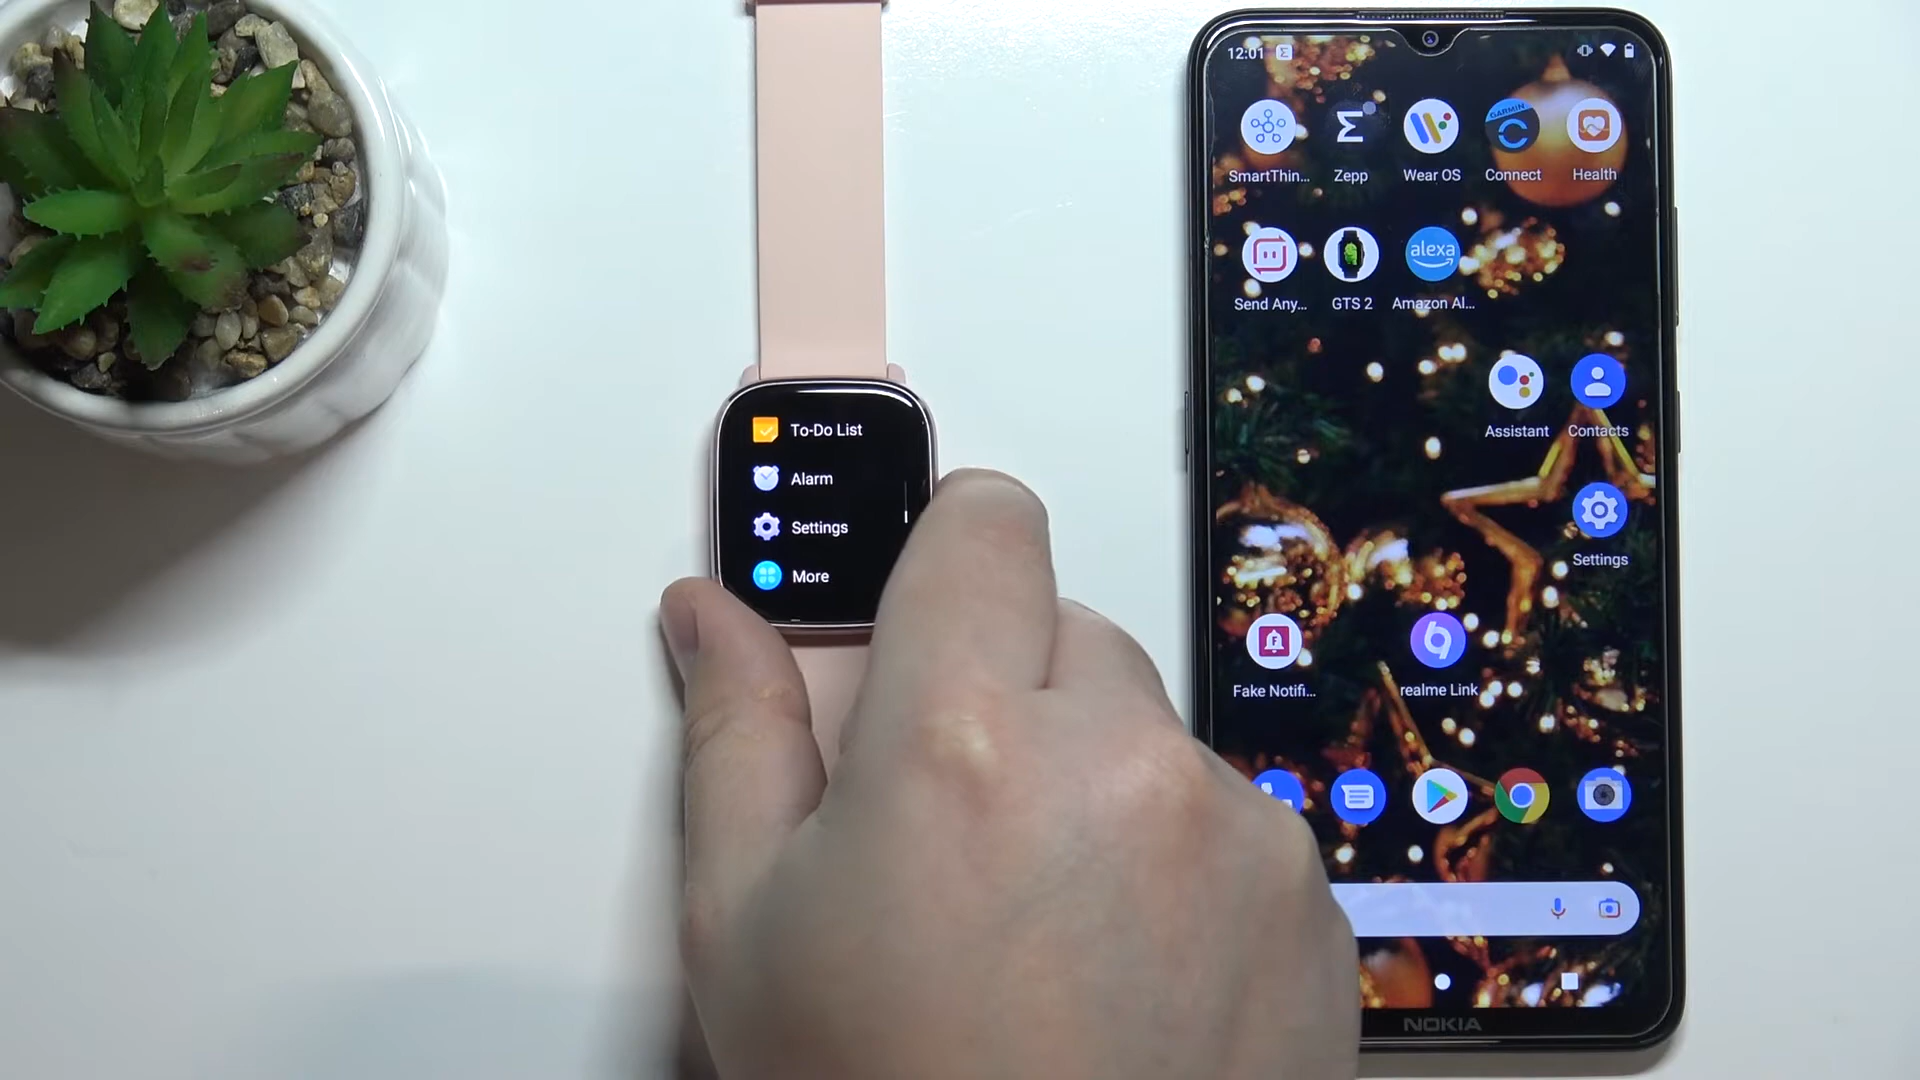 12:01
SmartThin...
Zepp
Wear OS
GARMIN
Connect
Health
Send Any...
GTS 2
alexa
Amazon Al...
To-Do List
Alarm
Settings
More
Assistant
Contacts
Settings
Fake Notifi...
realme Link
NOKIA